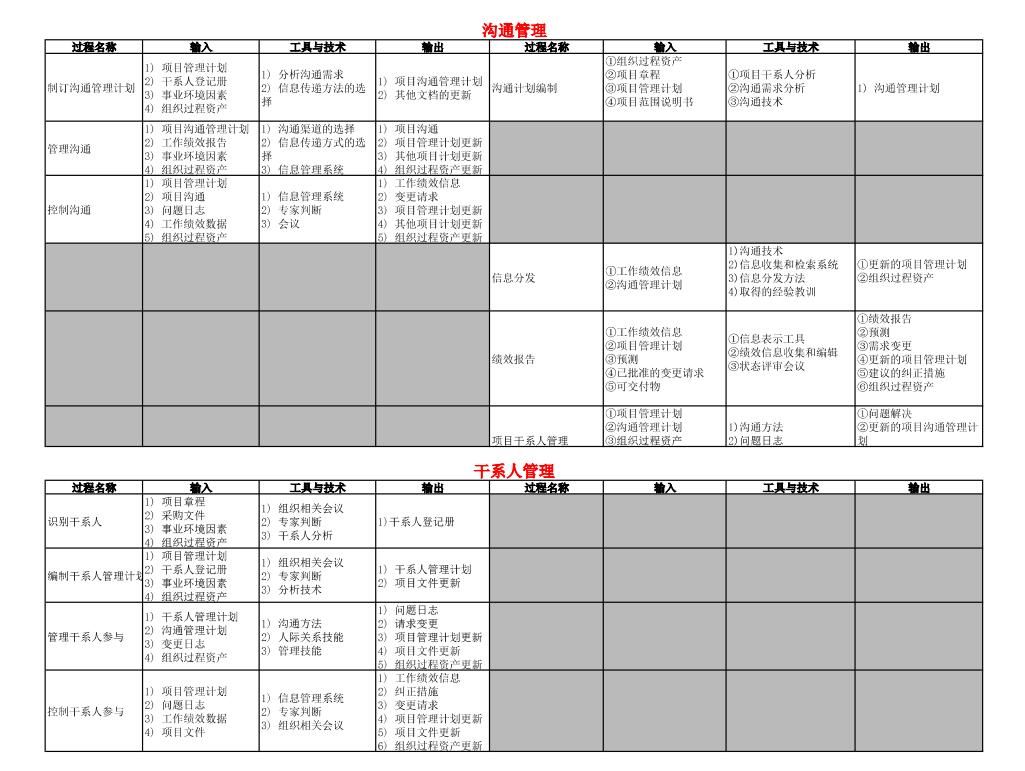 沟通管理
过程名称 输入 工具与技术 输出 过程名称 输入 工具与技术 输出
制订沟通管理计划
1) 项目管理计划
2) 干系人登记册
3) 事业环境因素
4) 组织过程资产
1) 分析沟通需求
2) 信息传递方法的选
择
1) 项目沟通管理计划
2) 其他文档的更新
沟通计划编制
①组织过程资产
②项目章程
③项目管理计划
④项目范围说明书
①项目干系人分析
②沟通需求分析
③沟通技术
1) 沟通管理计划
管理沟通
1) 项目沟通管理计划
2) 工作绩效报告
3) 事业环境因素
4) 组织过程资产
1) 沟通渠道的选择
2) 信息传递方式的选
择
3) 信息管理系统
1) 项目沟通
2) 项目管理计划更新
3) 其他项目计划更新
4) 组织过程资产更新
控制沟通
1) 项目管理计划
2) 项目沟通
3) 问题日志
4) 工作绩效数据
5) 组织过程资产
1) 信息管理系统
2) 专家判断
3) 会议
1) 工作绩效信息
2) 变更请求
3) 项目管理计划更新
4) 其他项目计划更新
5) 组织过程资产更新
信息分发
①工作绩效信息
②沟通管理计划
1)沟通技术
2)信息收集和检索系统
3)信息分发方法
4)取得的经验教训
①更新的项目管理计划
②组织过程资产
绩效报告
①工作绩效信息
②项目管理计划
③预测
④已批准的变更请求
⑤可交付物
①信息表示工具
②绩效信息收集和编辑
③状态评审会议
①绩效报告
②预测
③需求变更
④更新的项目管理计划
⑤建议的纠正措施
⑥组织过程资产
项目干系人管理
①项目管理计划
②沟通管理计划
③组织过程资产
1)沟通方法
2)问题日志
①问题解决
②更新的项目沟通管理计
划
干系人管理
过程名称 输入 工具与技术 输出 过程名称 输入 工具与技术 输出
识别干系人
1) 项目章程
2) 采购文件
3) 事业环境因素
4) 组织过程资产
1) 组织相关会议
2) 专家判断
3) 干系人分析
1)干系人登记册
编制干系人管理计划
1) 项目管理计划
2) 干系人登记册
3) 事业环境因素
4) 组织过程资产
1) 组织相关会议
2) 专家判断
3) 分析技术
1) 干系人管理计划
2) 项目文件更新
管理干系人参与
1) 干系人管理计划
2) 沟通管理计划
3) 变更日志
4) 组织过程资产
1) 沟通方法
2) 人际关系技能
3) 管理技能
1) 问题日志
2) 请求变更
3) 项目管理计划更新
4) 项目文件更新
5) 组织过程资产更新
控制干系人参与
1) 项目管理计划
2) 问题日志
3) 工作绩效数据
4) 项目文件
1) 信息管理系统
2) 专家判断
3) 组织相关会议
1) 工作绩效信息
2) 纠正措施
3) 变更请求
4) 项目管理计划更新
5) 项目文件更新
6) 组织过程资产更新